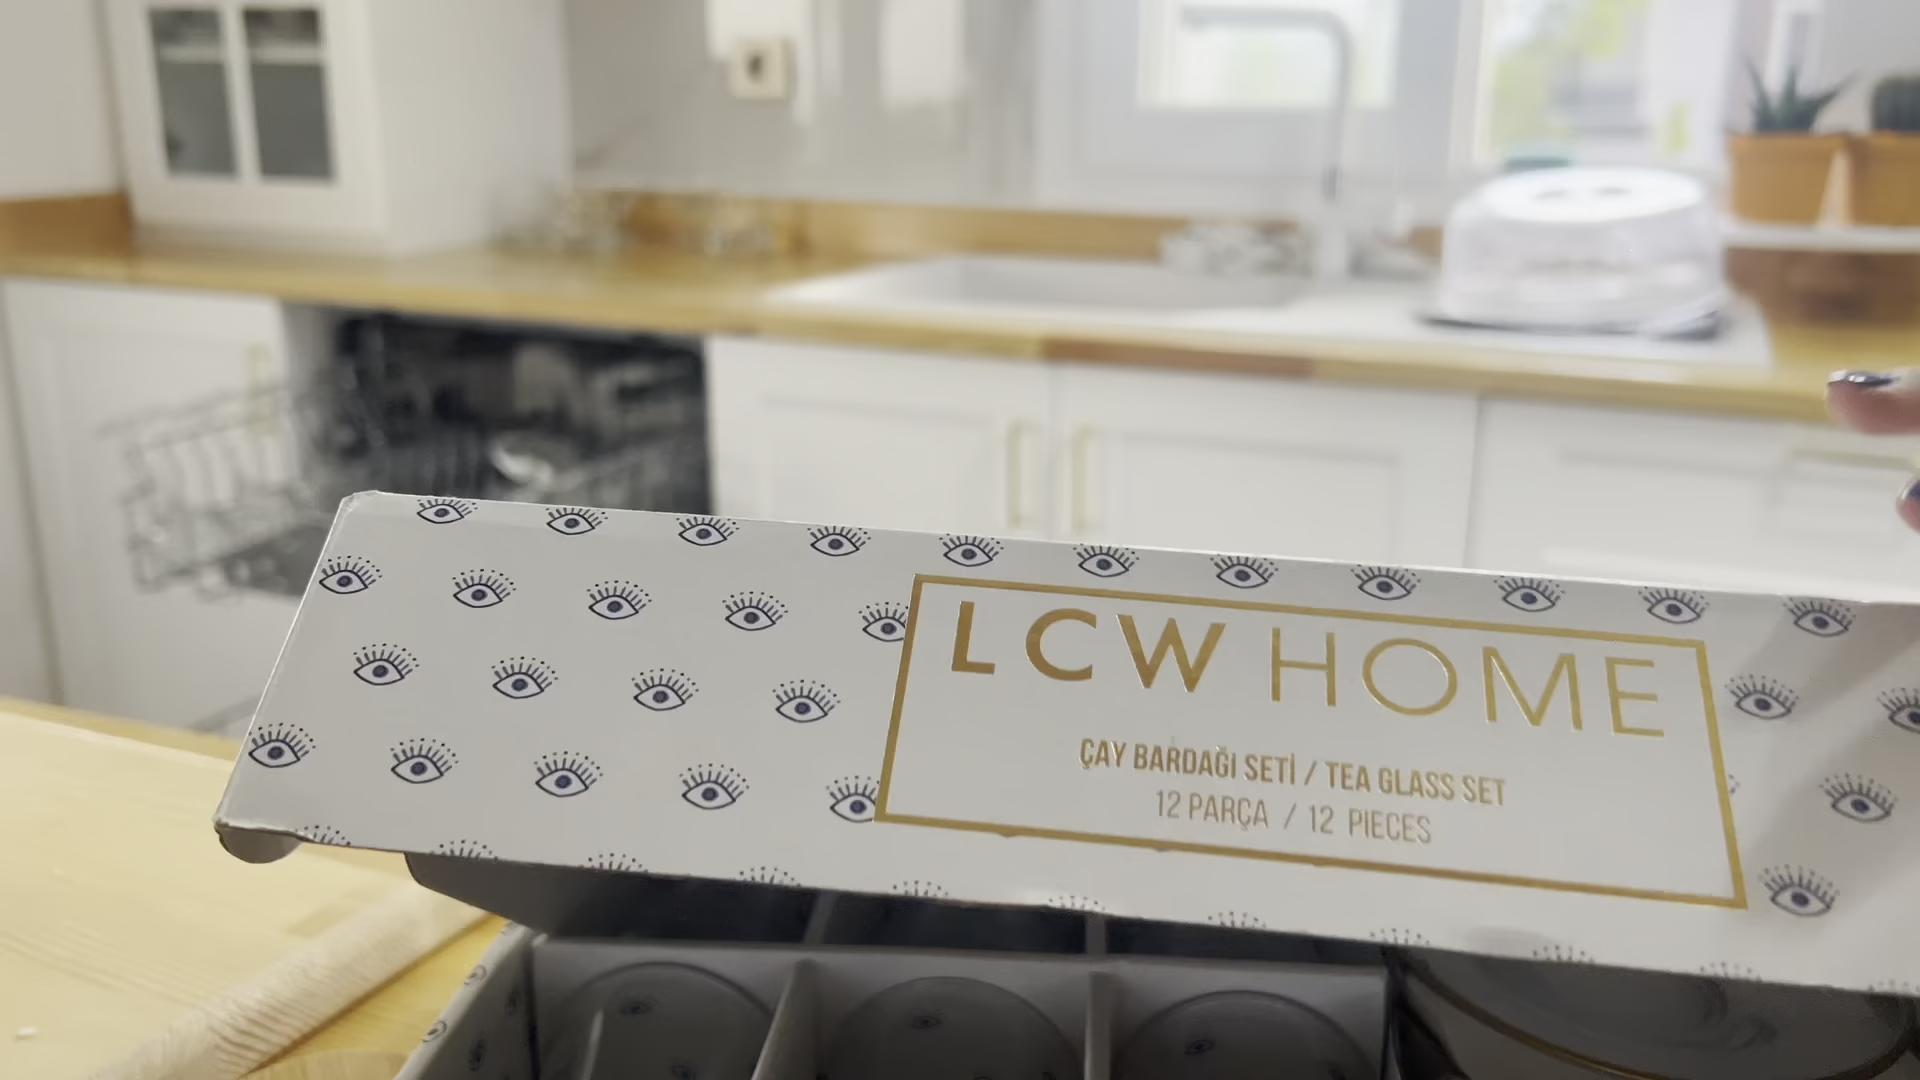 LCW HOME
ÇAY BARDAĞI SETİ / TEA GLASS SET
12 PARÇA / 12 PIECES